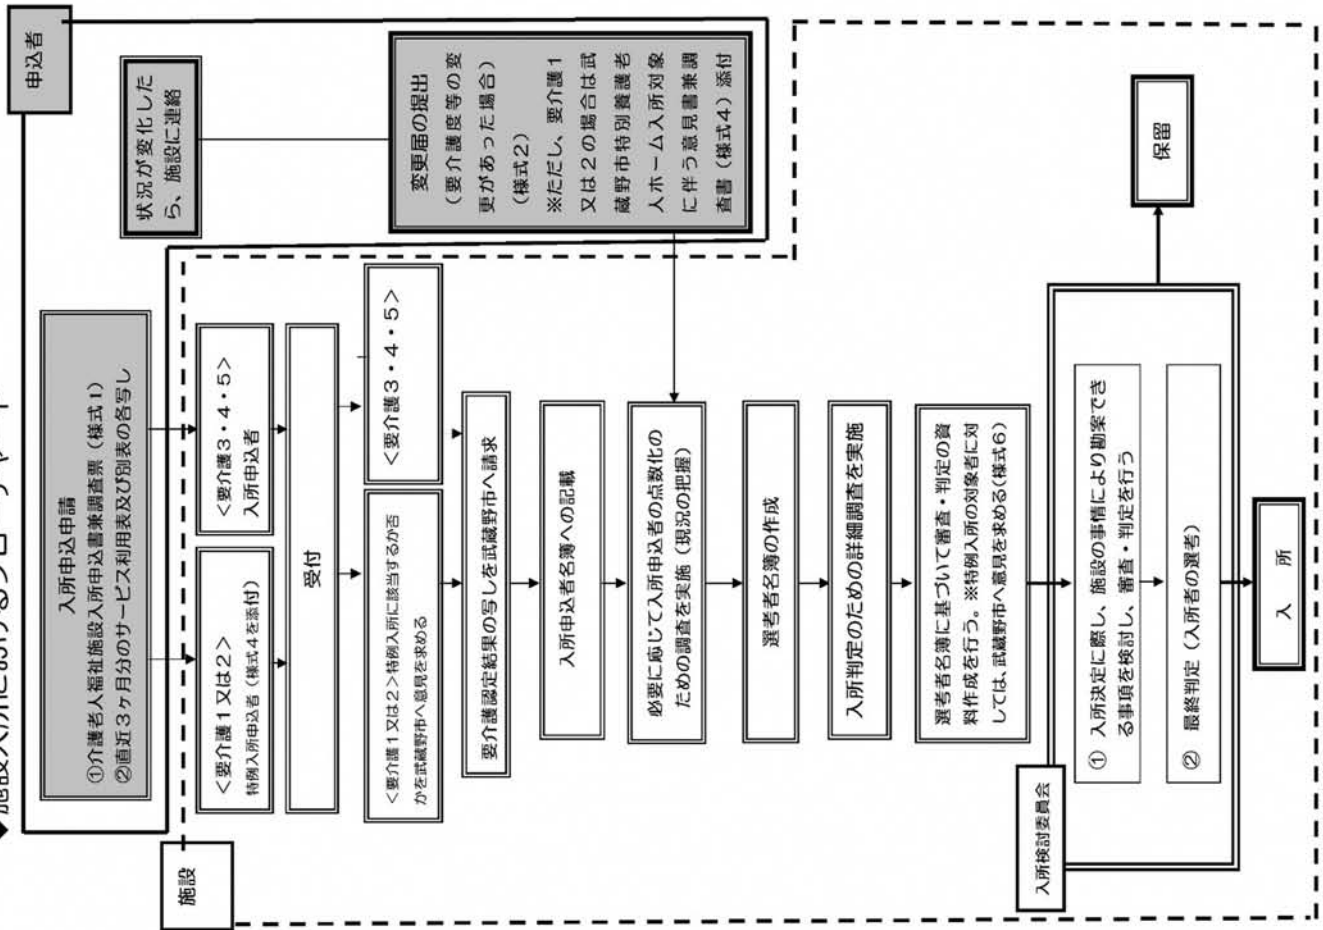 ◆施設入所におけるフローチャート
申込者
入所申込申請
①介護老人福祉施設入所申込書兼調査票（様式1）
②直近3ヶ月分のサービス利用表及び別表の各写し
状況が変化した
ら、施設に連絡
変更届の提出
（要介護度等の変
更があった場合）
（様式2）
※ただし、要介護1
又は2の場合は武
蔵野市特別養護老
人ホーム入所対象
に伴う意見書兼調
査書（様式4）添付
施設
＜要介護1又は2＞
特例入所申込者（様式4を添付）
＜要介護3・4・5＞
入所申込者
受付
＜要介護1又は2＞特例入所に該当するか否
かを武蔵野市へ意見を求める
＜要介護3・4・5＞
要介護認定結果の写しを武蔵野市へ請求
入所申込者名簿への記載
必要に応じて入所申込者の点数化の
ための調査を実施（現況の把握）
選考者名簿の作成
入所判定のための詳細調査を実施
選考者名簿に基づいて審査・判定の資
料作成を行う。※特例入所の対象者に対
しては、武蔵野市へ意見を求める(様式6)
入所検討委員会
① 入所決定に際し、施設の事情により勘案でき
る事項を検討し、審査・判定を行う
② 最終判定（入所者の選考）
保留
入 所